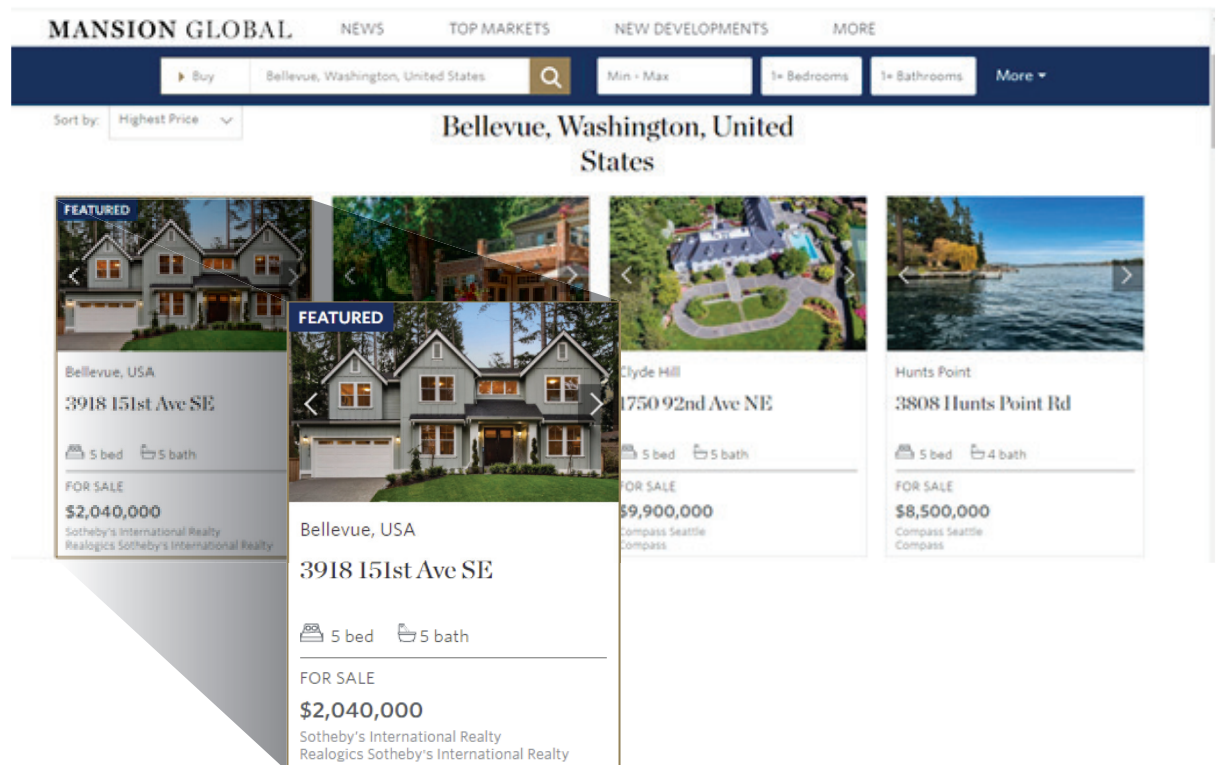 MANSION GLOBAL NEWS TOP MARKETS NEW DEVELOPMENTS MORE
Buy Bellevue, Washington, United States Min - Max 1+ Bedrooms 1+ Bathrooms More
Sort by: Highest Price
Bellevue, Washington, United
States
FEATURED
Bellevue, USA
3918 151st Ave SE
5 bed 5 bath
FOR SALE
$2,040,000
Sotheby's International Realty
Realogics Sotheby's International Realty
FEATURED
Bellevue, USA
3918 151st Ave SE
5 bed 5 bath
FOR SALE
$2,040,000
Sotheby's International Realty
Realogics Sotheby's International Realty
Clyde Hill
1750 92nd Ave NE
5 bed 5 bath
FOR SALE
$9,900,000
Compass Seattle
Compass
Hunts Point
3808 Hunts Point Rd
5 bed 4 bath
FOR SALE
$8,500,000
Compass Seattle
Compass